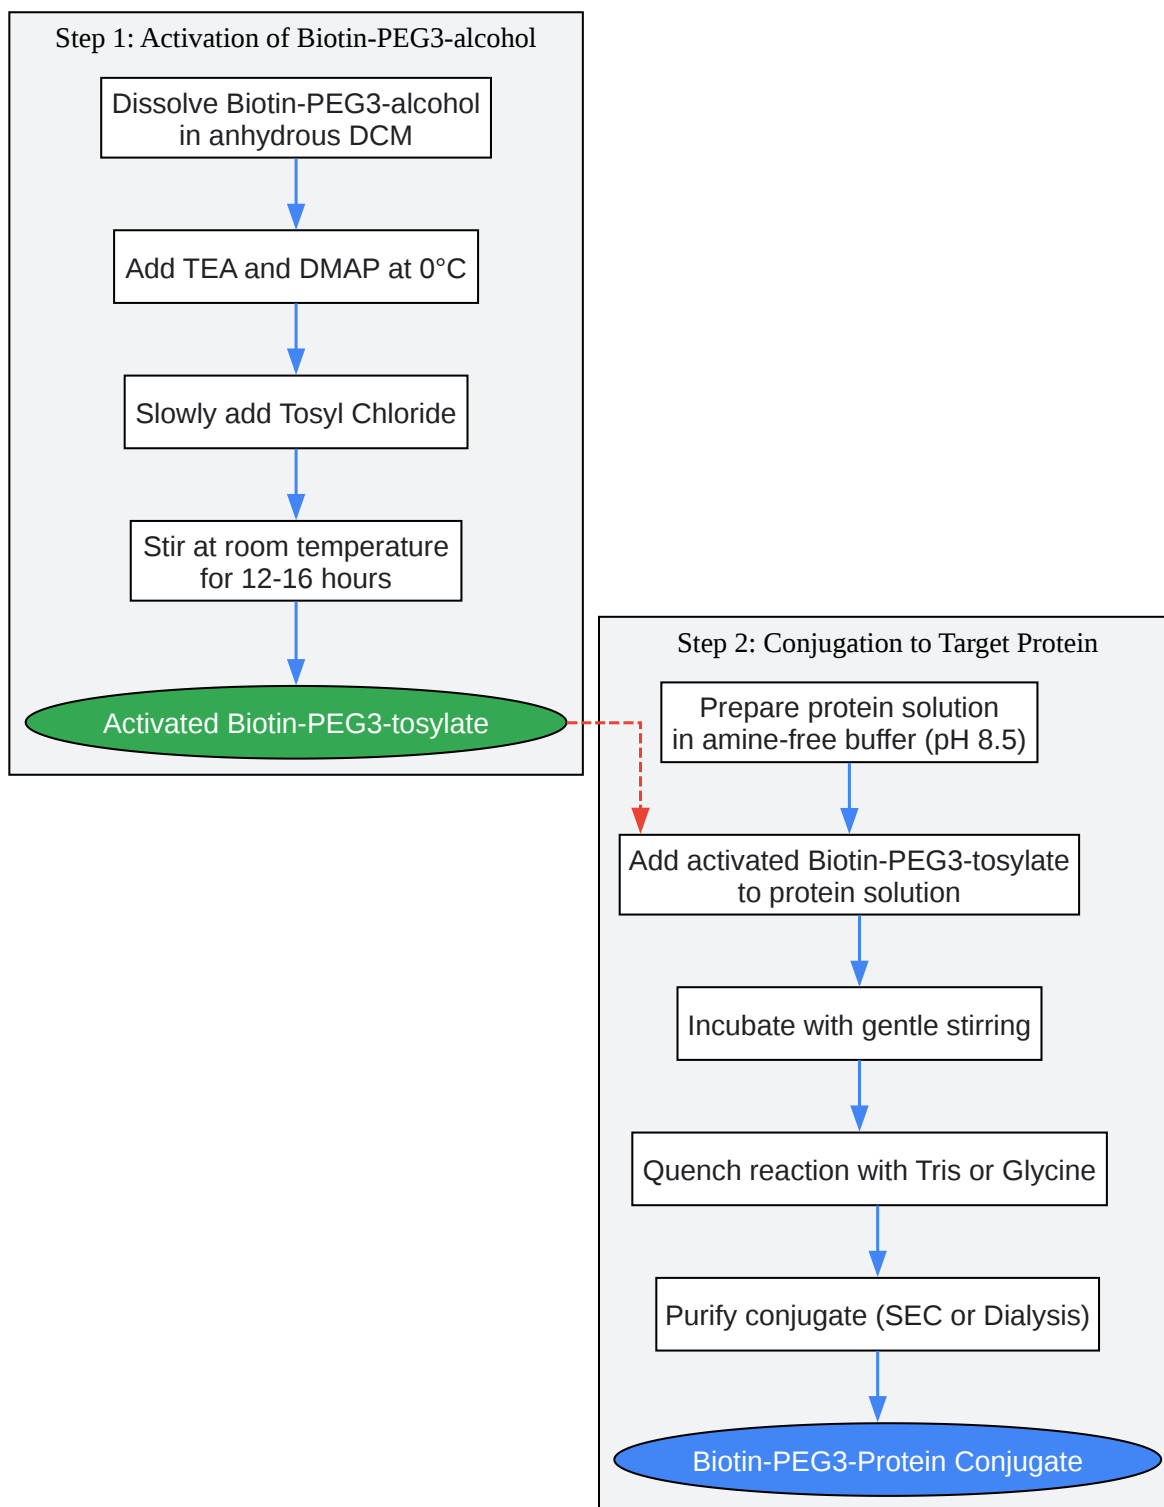 Step 1: Activation of Biotin-PEG3-alcohol
Dissolve Biotin-PEG3-alcohol
in anhydrous DCM
Add TEA and DMAP at 0°C
Slowly add Tosyl Chloride
Stir at room temperature
for 12-16 hours
Activated Biotin-PEG3-tosylate
Step 2: Conjugation to Target Protein
Prepare protein solution
in amine-free buffer (pH 8.5)
Add activated Biotin-PEG3-tosylate
to protein solution
Incubate with gentle stirring
Quench reaction with Tris or Glycine
Purify conjugate (SEC or Dialysis)
Biotin-PEG3-Protein Conjugate